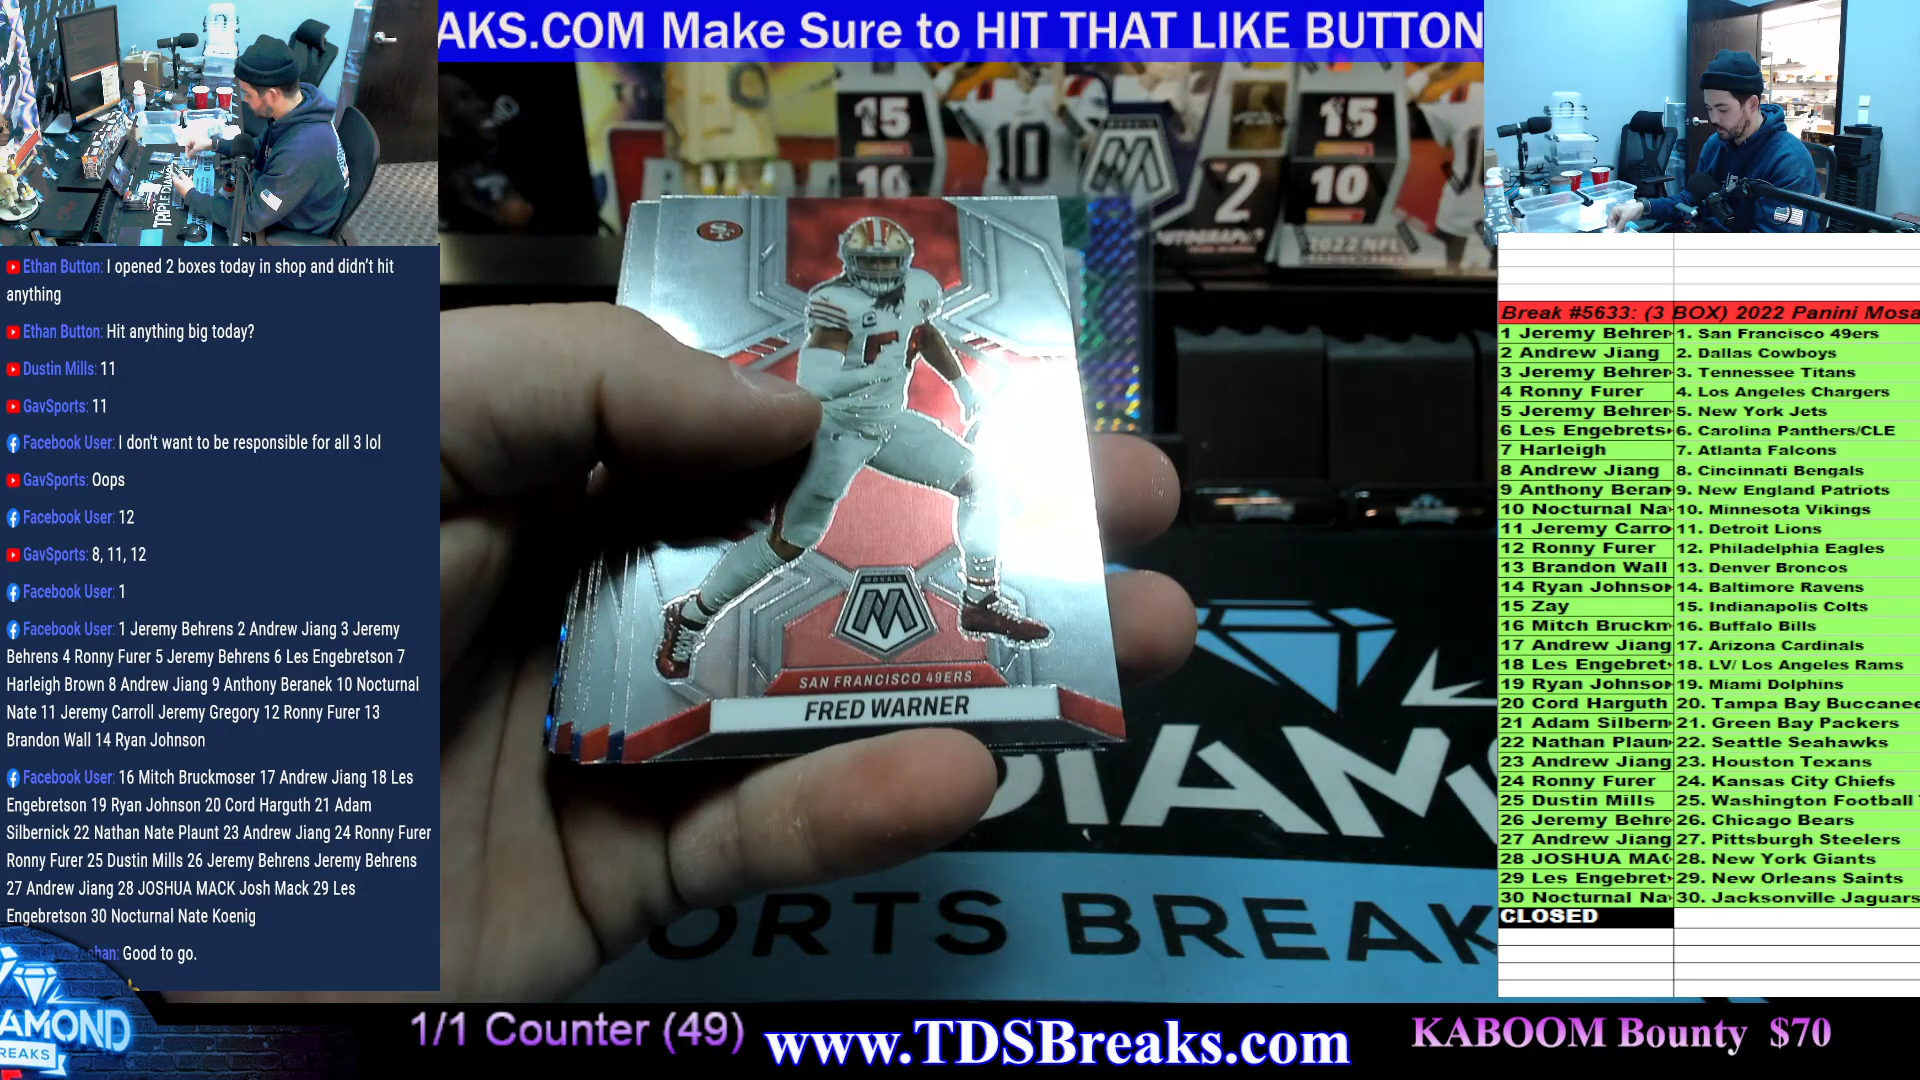 AKS.COM Make Sure to HIT THAT LIKE BUTTON
Ethan Button: I opened 2 boxes today in shop and didn't hit
anything
Ethan Button: Hit anything big today?
Dustin Mills: 11
GavSports: 11
Facebook User: I don't want to be responsible for all 3 lol
GavSports: Oops
Facebook User: 12
GavSports: 8, 11, 12
Facebook User: 1
Facebook User: 1 Jeremy Behrens 2 Andrew Jiang 3 Jeremy
Behrens 4 Ronny Furer 5 Jeremy Behrens 6 Les Engebretson 7
Harleigh Brown 8 Andrew Jiang 9 Anthony Beranek 10 Nocturnal
Nate 11 Jeremy Carroll Jeremy Gregory 12 Ronny Furer 13
Brandon Wall 14 Ryan Johnson
Facebook User: 16 Mitch Bruckmoser 17 Andrew Jiang 18 Les
Engebretson 19 Ryan Johnson 20 Cord Harguth 21 Adam
Silbernick 22 Nathan Nate Plaunt 23 Andrew Jiang 24 Ronny Furer
Ronny Furer 25 Dustin Mills 26 Jeremy Behrens Jeremy Behrens
27 Andrew Jiang 28 JOSHUA MACK Josh Mack 29 Les
Engebretson 30 Nocturnal Nate Koenig
han: Good to go.
AMOND
REAKS
15
10
10
2
15
10
2022 NFL
MOSAIC
SAN FRANCISCO 49ERS
FRED WARNER
DIAM
ORTS BREAK
Break #5633: (3 BOX) 2022 Panini Mosa
1 Jeremy Behren 1. San Francisco 49ers
2 Andrew Jiang 2. Dallas Cowboys
3 Jeremy Behren 3. Tennessee Titans
4 Ronny Furer 4. Los Angeles Chargers
5 Jeremy Behren 5. New York Jets
6 Les Engebrets 6. Carolina Panthers/CLE
7 Harleigh 7. Atlanta Falcons
8 Andrew Jiang 8. Cincinnati Bengals
9 Anthony Beran 9. New England Patriots
10 Nocturnal Na 10. Minnesota Vikings
11 Jeremy Carro 11. Detroit Lions
12 Ronny Furer 12. Philadelphia Eagles
13 Brandon Wall 13. Denver Broncos
14 Ryan Johnson 14. Baltimore Ravens
15 Zay 15. Indianapolis Colts
16 Mitch Bruckm 16. Buffalo Bills
17 Andrew Jiang 17. Arizona Cardinals
18 Les Engebret 18. LV/ Los Angeles Rams
19 Ryan Johnson 19. Miami Dolphins
20 Cord Harguth 20. Tampa Bay Buccanee
21 Adam Silbern 21. Green Bay Packers
22 Nathan Plaun 22. Seattle Seahawks
23 Andrew Jiang 23. Houston Texans
24 Ronny Furer 24. Kansas City Chiefs
25 Dustin Mills 25. Washington Football
26 Jeremy Behre 26. Chicago Bears
27 Andrew Jiang 27. Pittsburgh Steelers
28 JOSHUA MAC 28. New York Giants
29 Les Engebret 29. New Orleans Saints
30 Nocturnal Na 30. Jacksonville Jaguars
CLOSED
1/1 Counter (49)
www.TDSBreaks.com
KABOOM Bounty $70